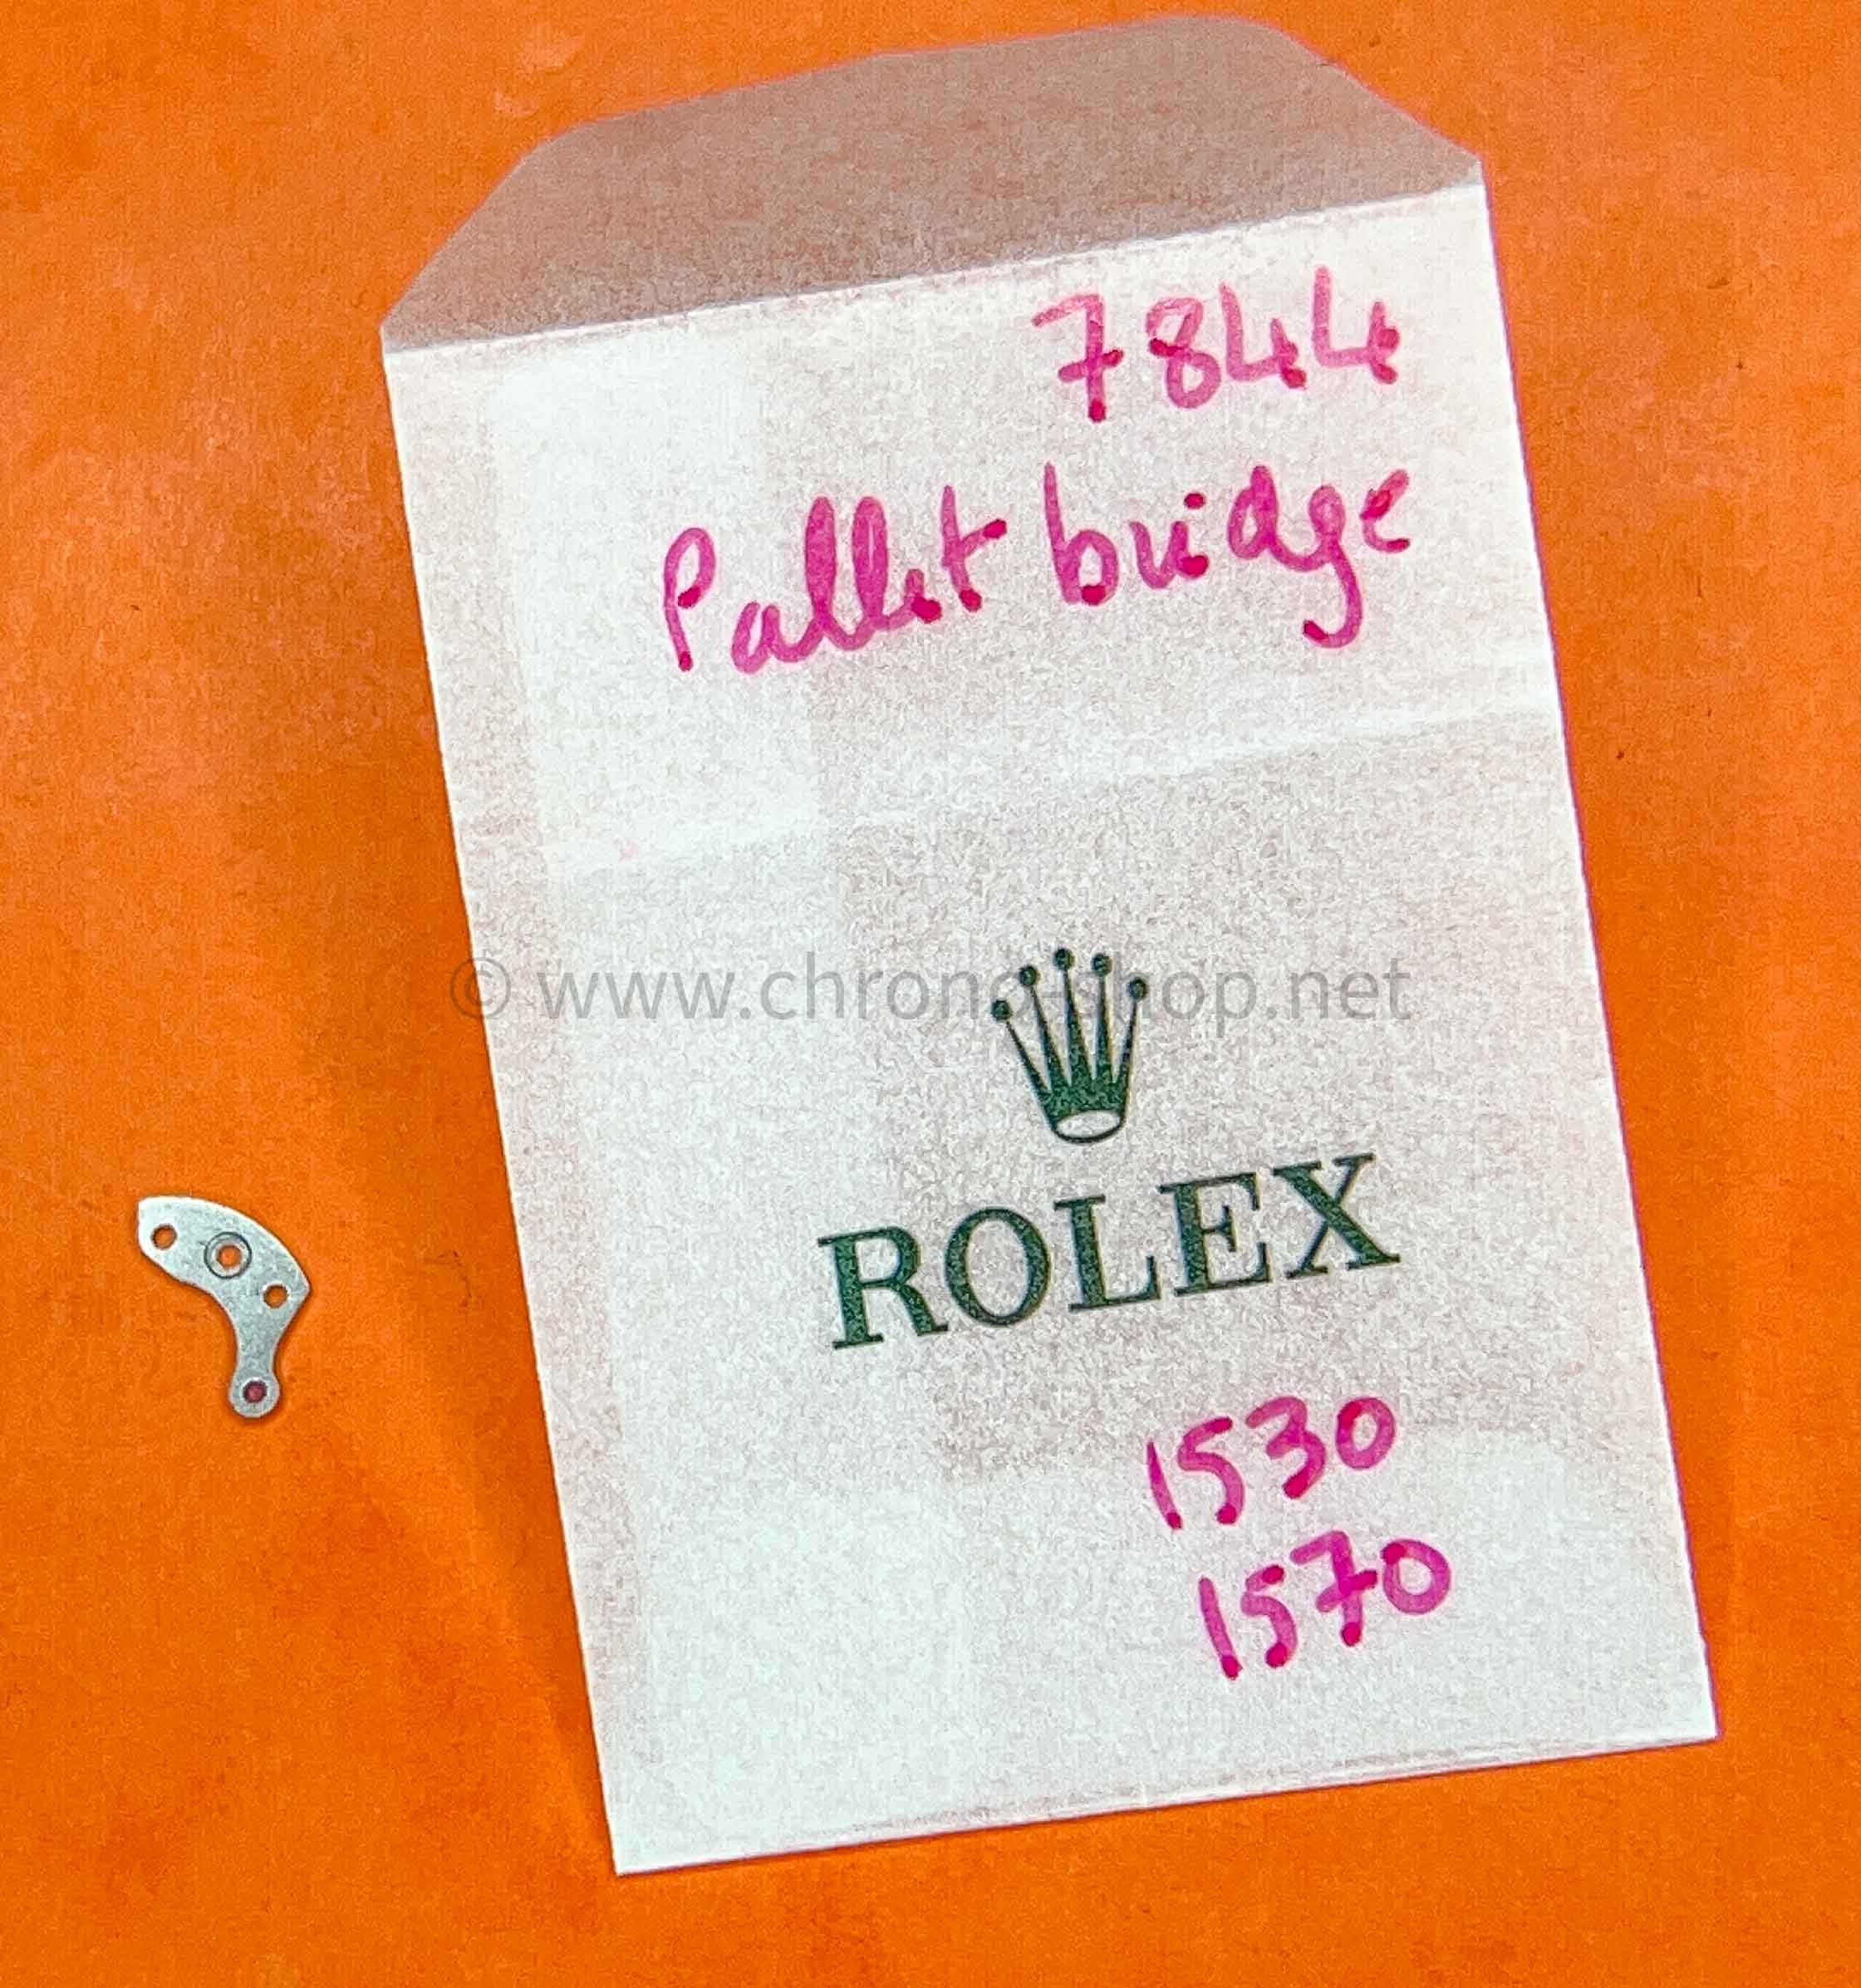 7844
Pallet bridge
© www.chrono-shop.net
ROLEX
1530
1570